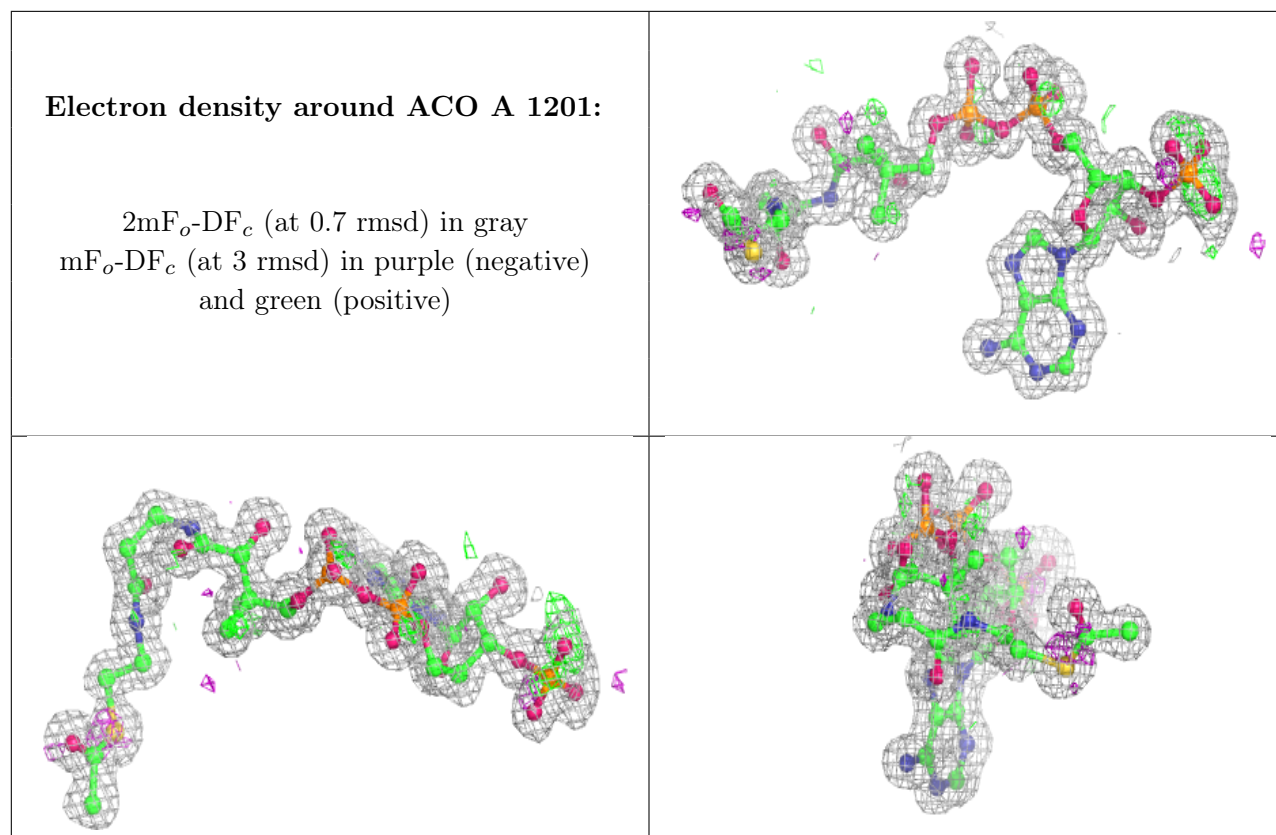 Electron density around ACO A 1201:
2mFₒ-DF𝒸 (at 0.7 rmsd) in gray
mFₒ-DF𝒸 (at 3 rmsd) in purple (negative)
and green (positive)